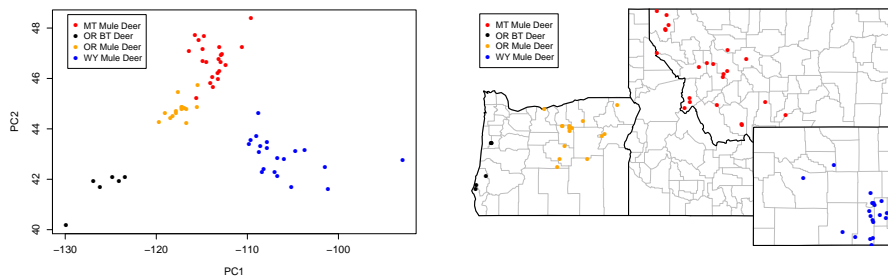 MT Mule Deer
OR BT Deer
OR Mule Deer
WY Mule Deer
48
46
44
42
40
PC2
−130
−120
−110
−100
PC1
MT Mule Deer
OR BT Deer
OR Mule Deer
WY Mule Deer